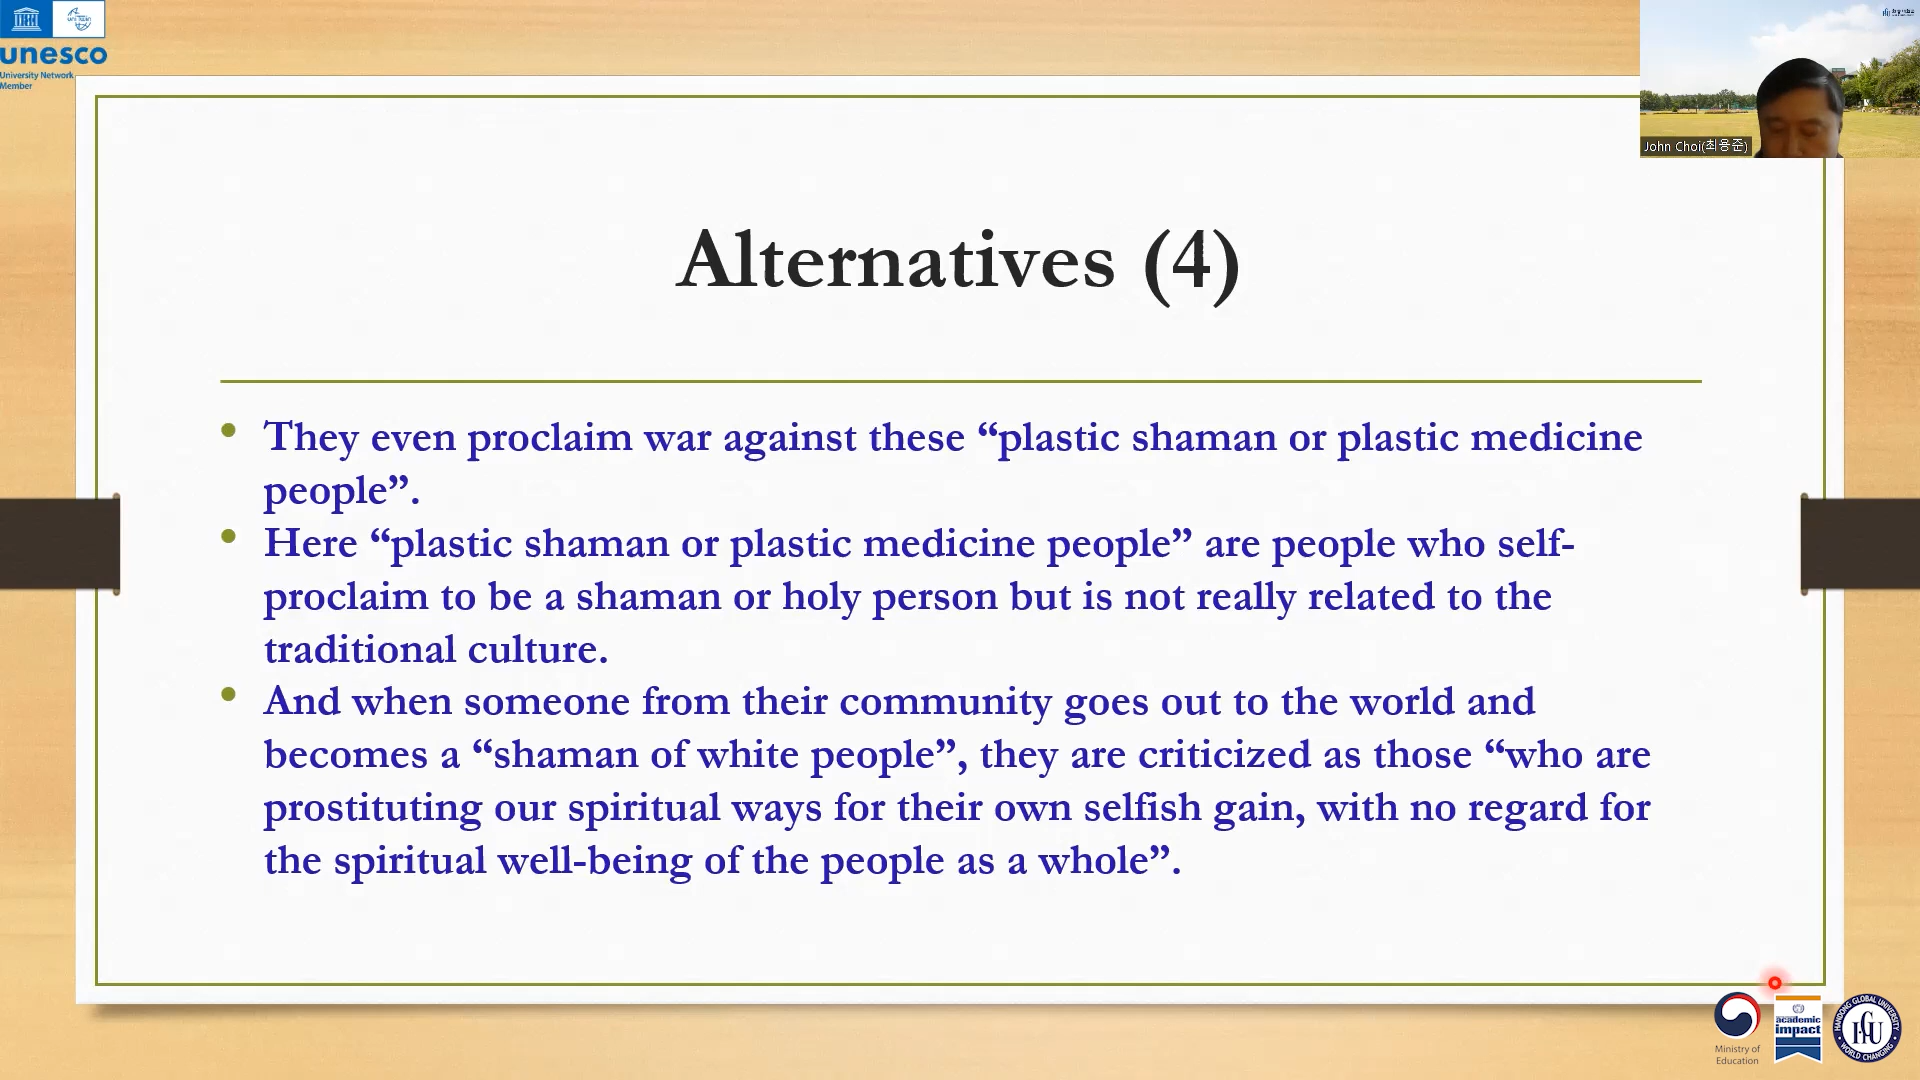 unesco
University Network
Member
John Choi(최용준)
Alternatives (4)
They even proclaim war against these “plastic shaman or plastic medicine
people”.
Here “plastic shaman or plastic medicine people” are people who self-
proclaim to be a shaman or holy person but is not really related to the
traditional culture.
And when someone from their community goes out to the world and
becomes a “shaman of white people”, they are criticized as those “who are
prostituting our spiritual ways for their own selfish gain, with no regard for
the spiritual well-being of the people as a whole”.
Ministry of
Education
academic
impact
HANDONG GLOBAL UNIVERSITY
HGU
WORLD CHANGING